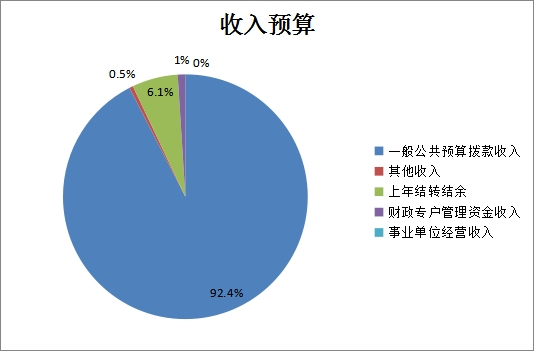 收入预算
0.5%
1%
0%
6.1%
92.4%
一般公共预算拨款收入
其他收入
上年结转结余
财政专户管理资金收入
事业单位经营收入